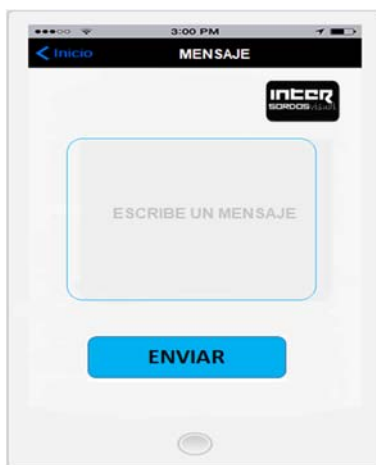 3:00 PM
Inicio
MENSAJE
INTER
SORDOS
ESCRIBE UN MENSAJE
ENVIAR